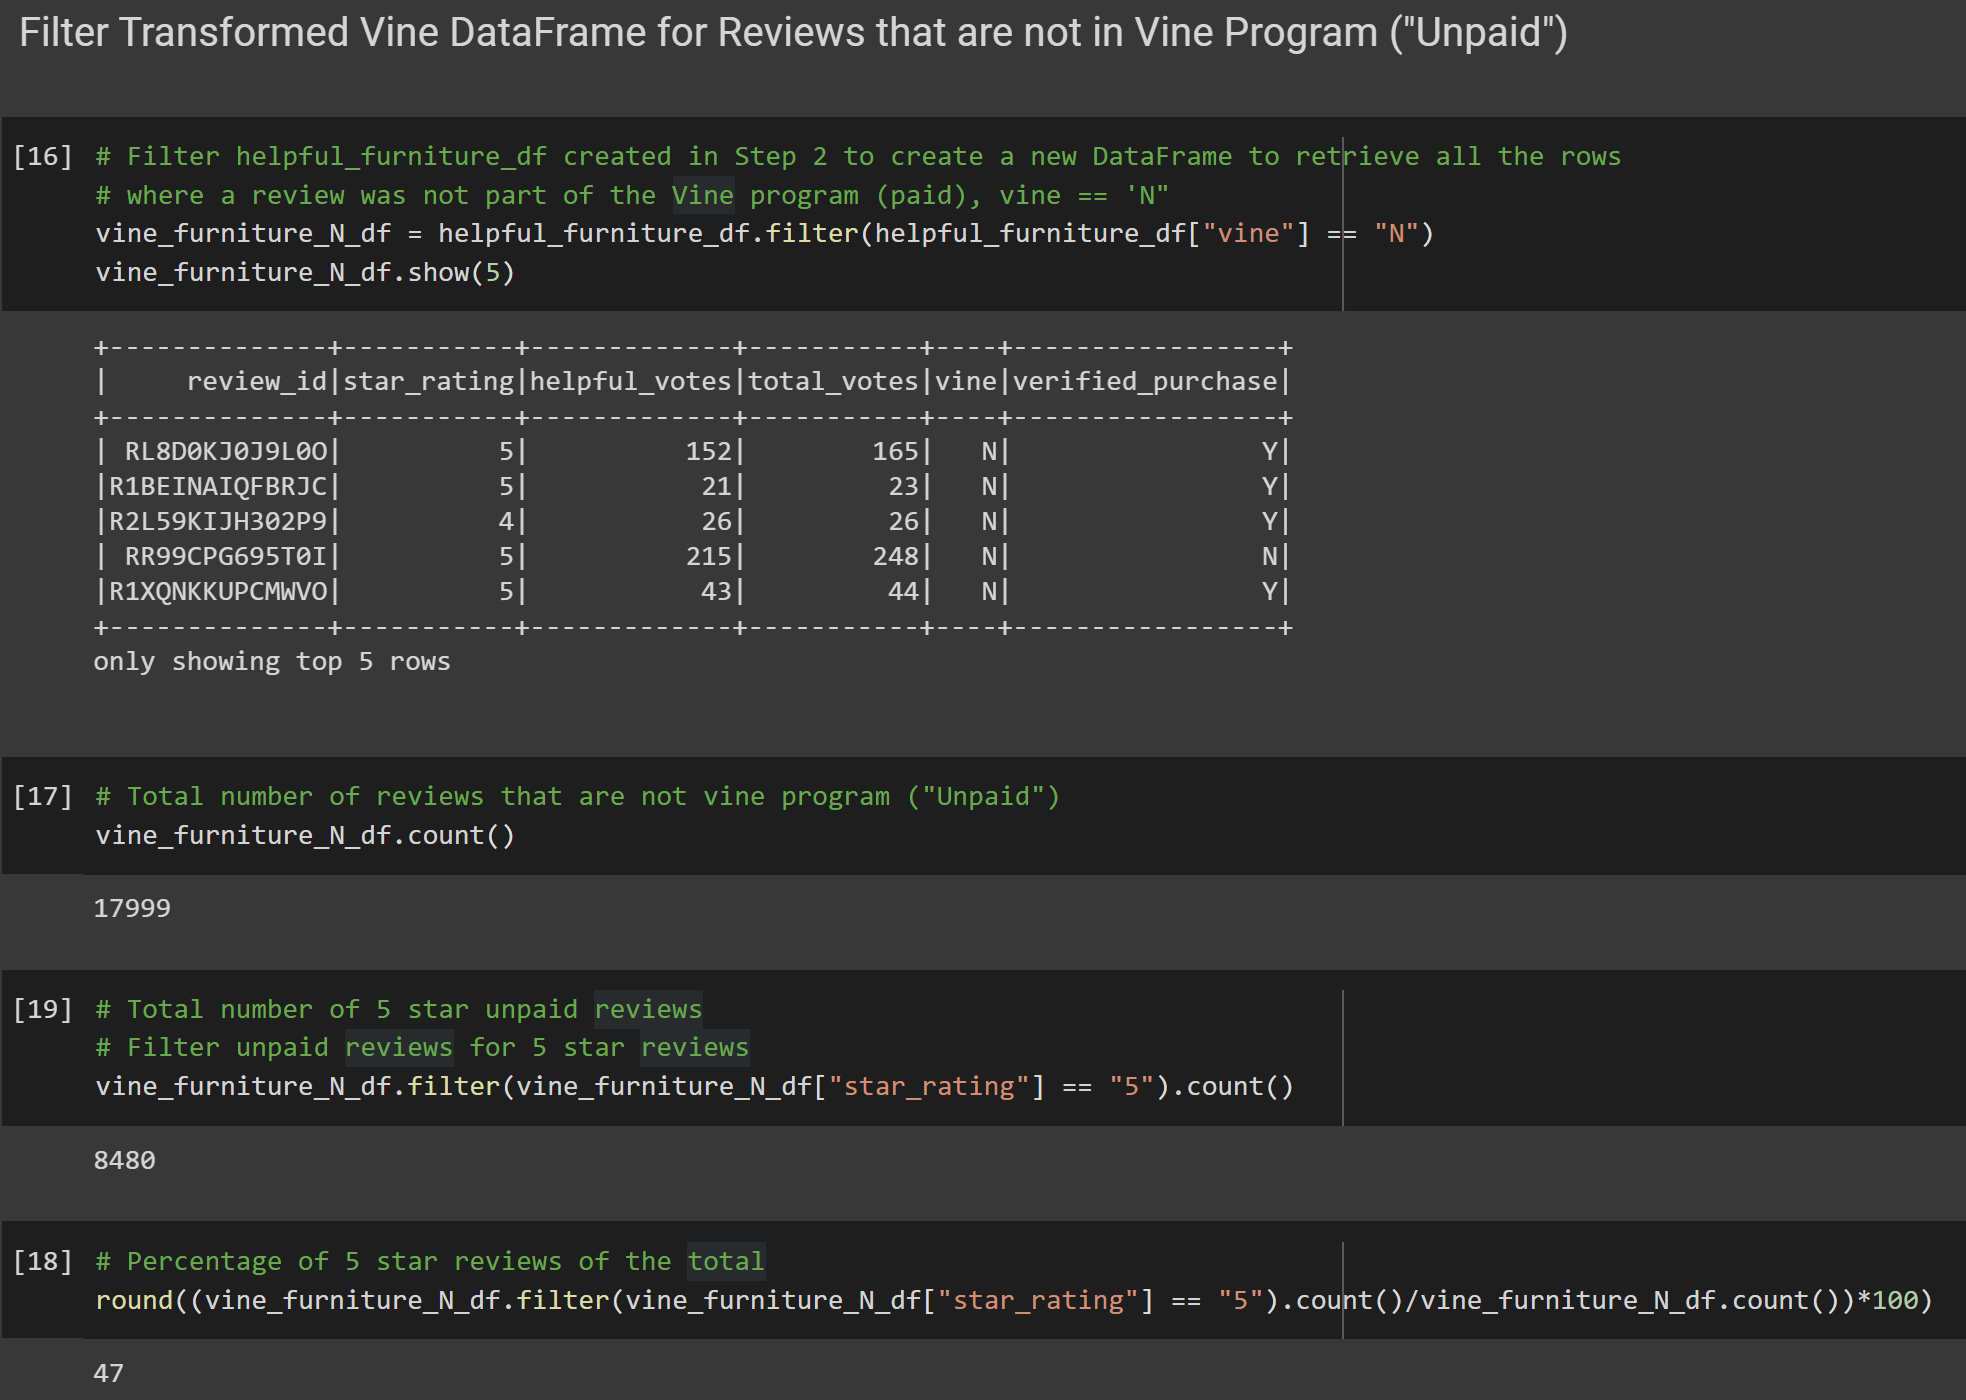 Filter Transformed Vine DataFrame for Reviews that are not in Vine Program ("Unpaid")
[16] # Filter helpful_furniture_df created in Step 2 to create a new DataFrame to retrieve all the rows
# where a review was not part of the Vine program (paid), vine == 'N"
vine_furniture_N_df = helpful_furniture_df.filter(helpful_furniture_df["vine"] == "N")
vine_furniture_N_df.show(5)
+--------------+-----------+-------------+-----------+----+-----------------+
|     review_id|star_rating|helpful_votes|total_votes|vine|verified_purchase|
+--------------+-----------+-------------+-----------+----+-----------------+
| RL8D0KJ0J9L0O|          5|          152|        165|   N|                Y|
|R1BEINAIQFBRJC|          5|           21|         23|   N|                Y|
|R2L59KIJH302P9|          4|           26|         26|   N|                Y|
| RR99CPG695T0I|          5|          215|        248|   N|                N|
|R1XQNKKUPCMWVO|          5|           43|         44|   N|                Y|
+--------------+-----------+-------------+-----------+----+-----------------+
only showing top 5 rows
[17] # Total number of reviews that are not vine program ("Unpaid")
vine_furniture_N_df.count()
17999
[19] # Total number of 5 star unpaid reviews
# Filter unpaid reviews for 5 star reviews
vine_furniture_N_df.filter(vine_furniture_N_df["star_rating"] == "5").count()
8480
[18] # Percentage of 5 star reviews of the total
round((vine_furniture_N_df.filter(vine_furniture_N_df["star_rating"] == "5").count()/vine_furniture_N_df.count())*100)
47